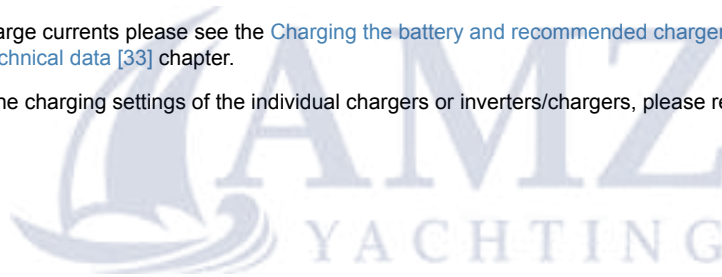 arge currents please see the Charging the battery and recommended charger
chnical data [33] chapter.
he charging settings of the individual chargers or inverters/chargers, please re
AMZ
YACHTING